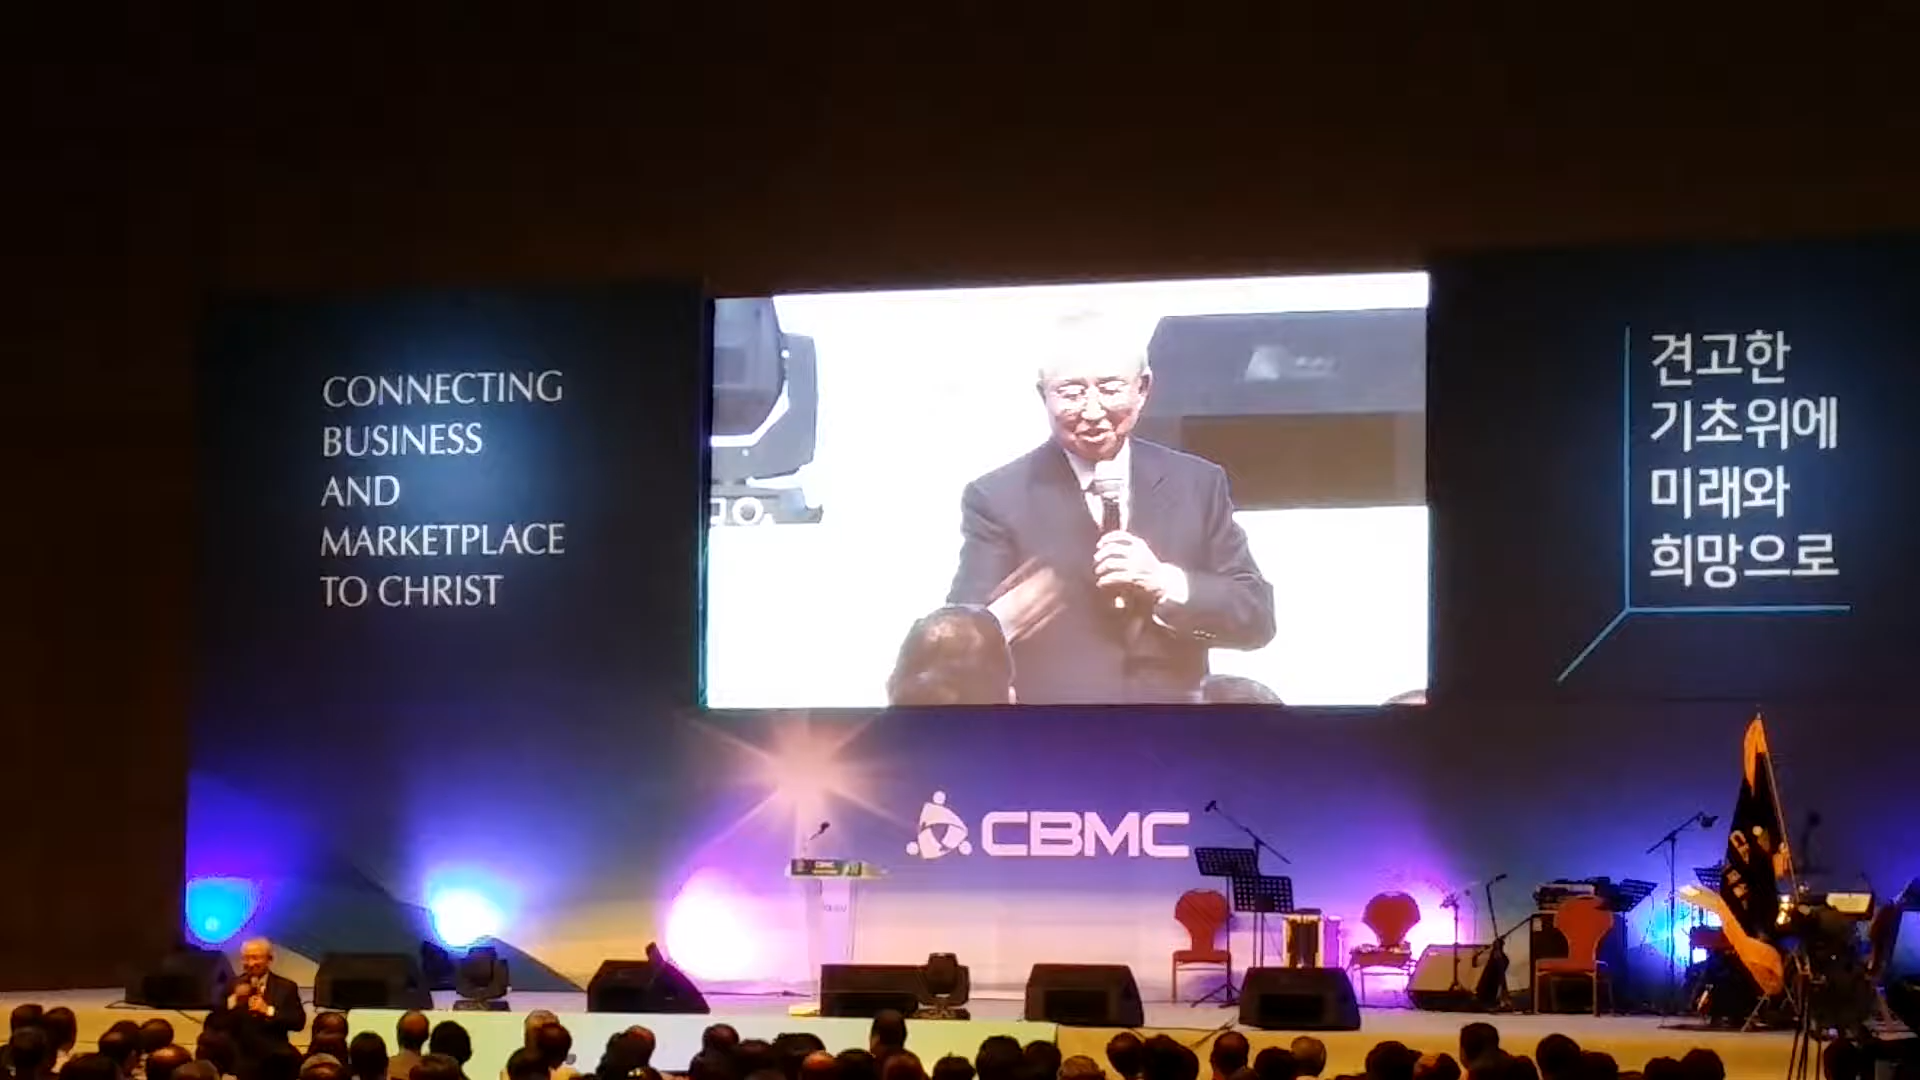 CONNECTING
BUSINESS
AND
MARKETPLACE
TO CHRIST
견고한
기초위에
미래와
희망으로
CBMC
CBMC